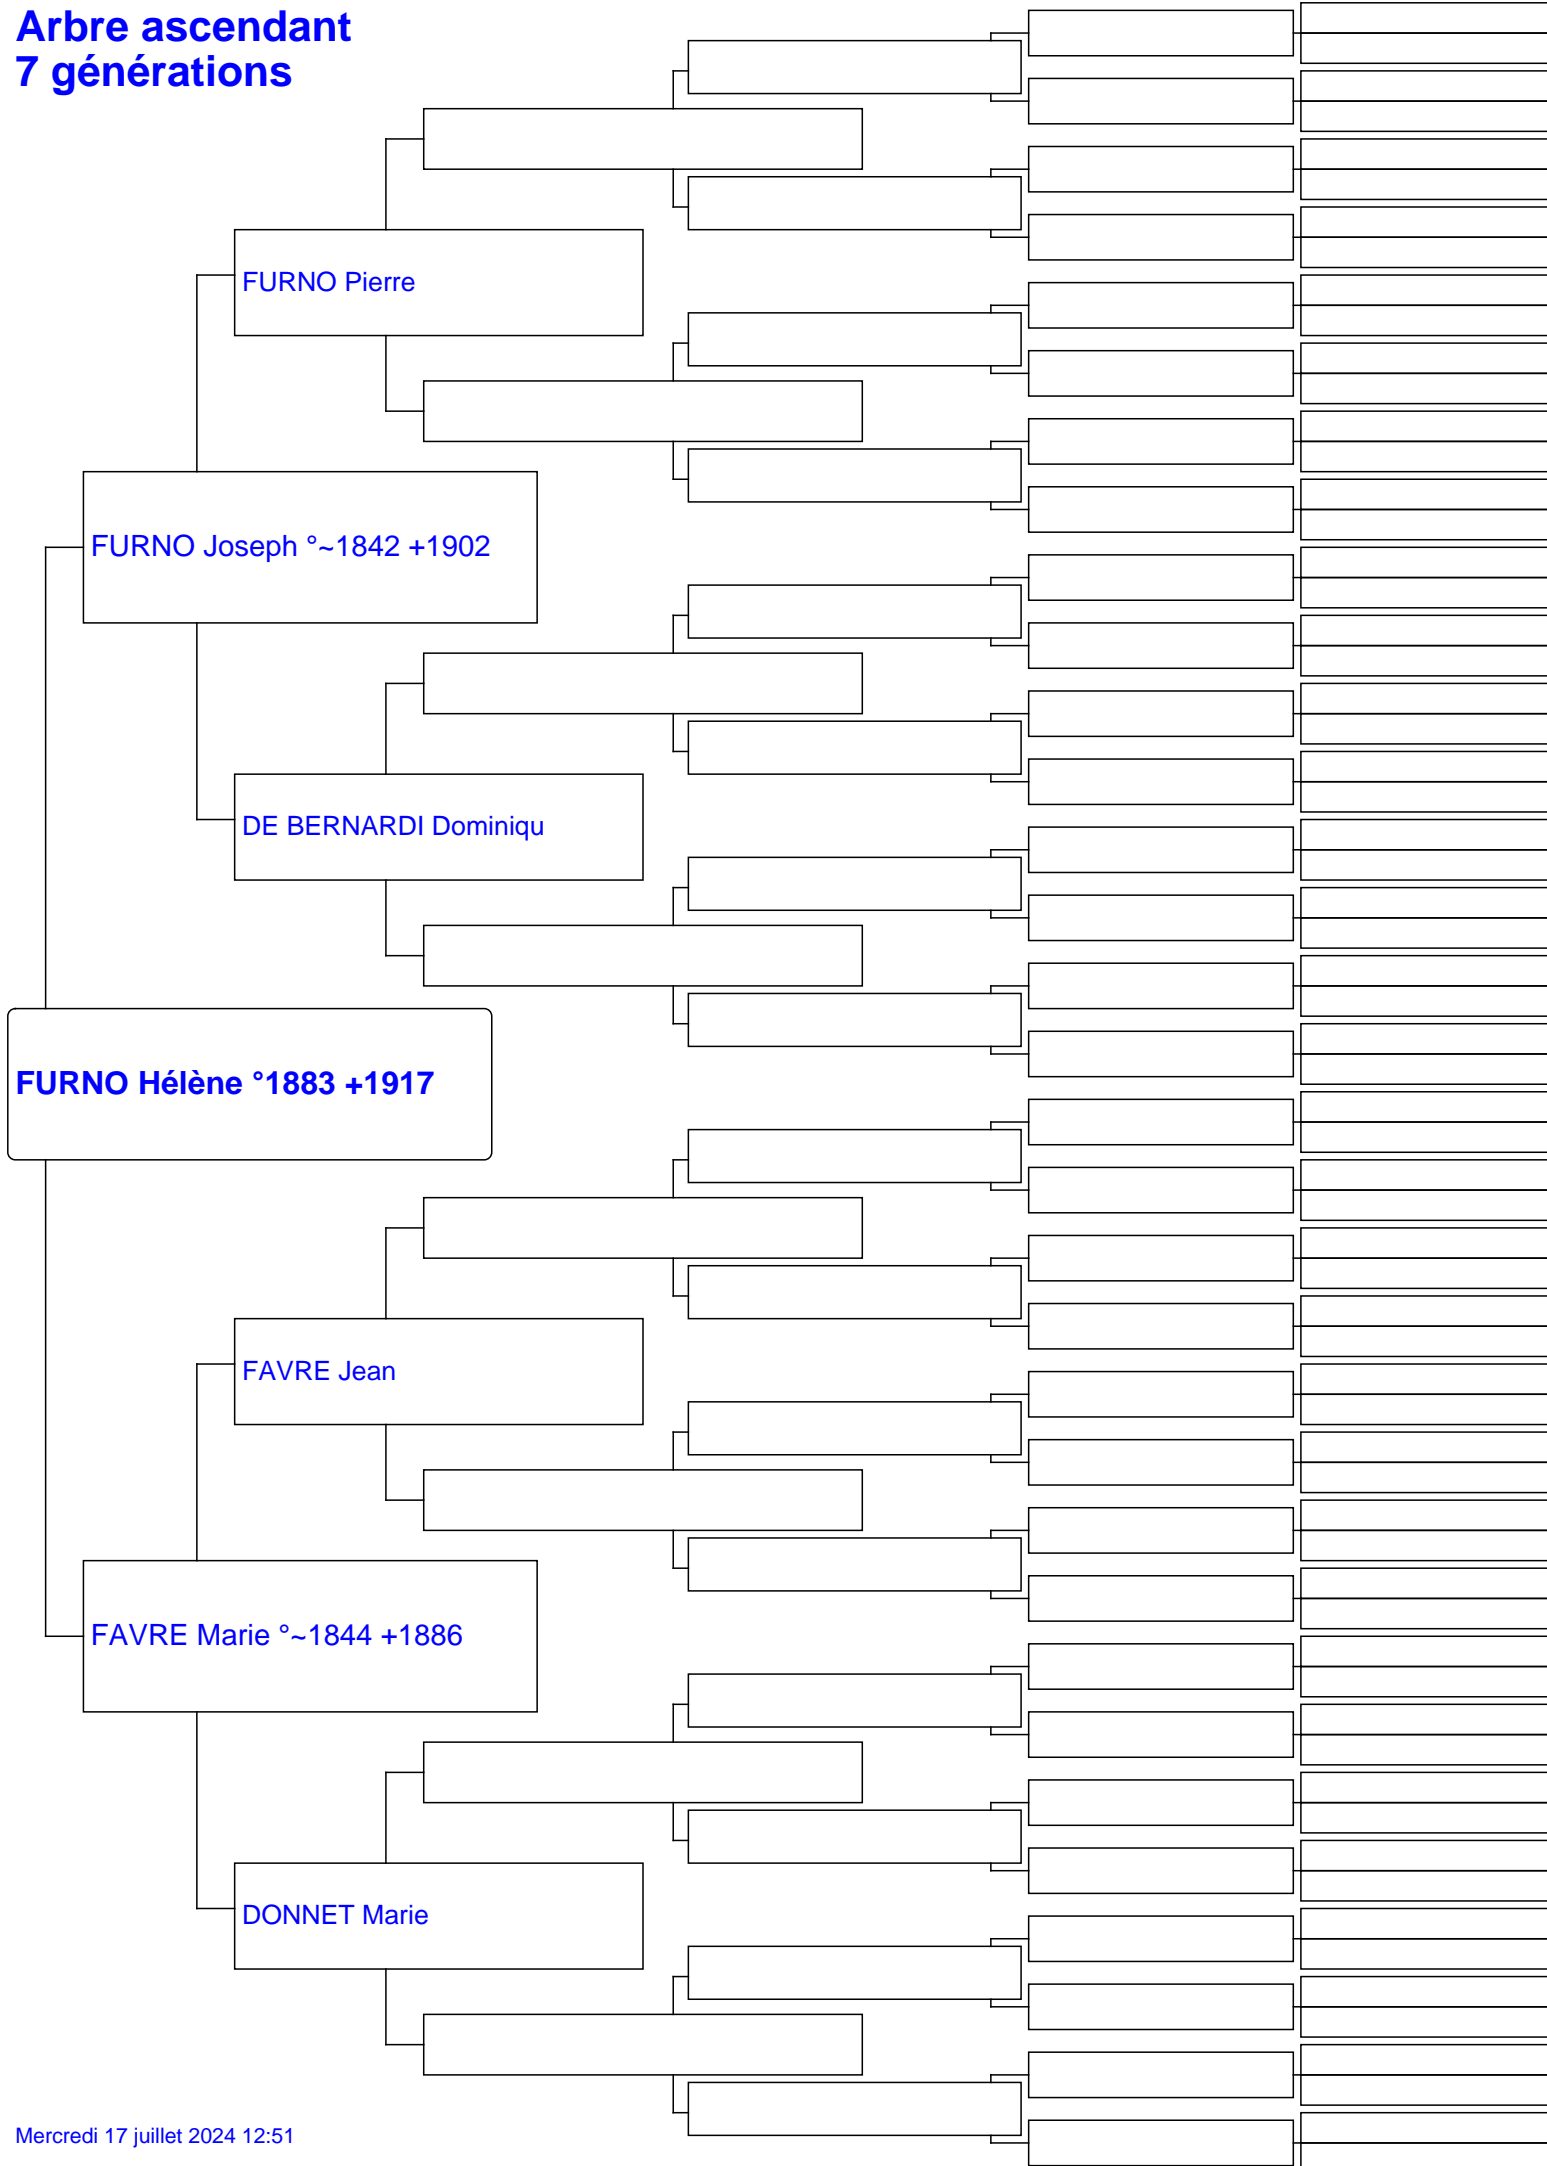 Arbre ascendant
7 générations
FURNO Pierre
FURNO Joseph °~1842 +1902
DE BERNARDI Dominiqu
FURNO Hélène °1883 +1917
FAVRE Jean
FAVRE Marie °~1844 +1886
DONNET Marie
Mercredi 17 juillet 2024 12:51